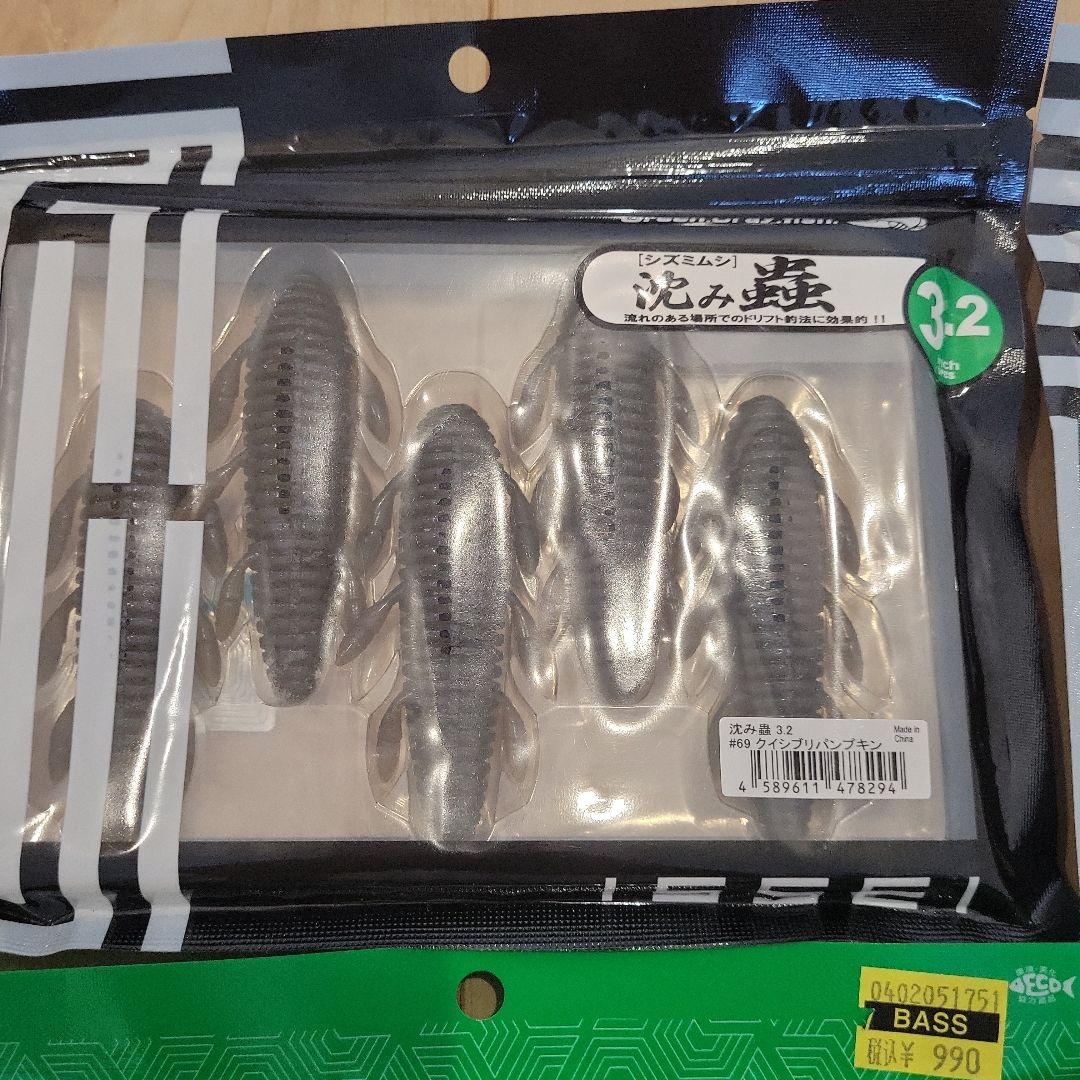 [シズミムシ]
沈み蟲
流れのある場所でのドリフト釣法に効果的!!
3.2
沈み蟲 3.2
Made in
China
#69 クイシブリパンプキン
4 589611 478294
ISSEI
ECO
0402051751
BASS
税込¥ 990